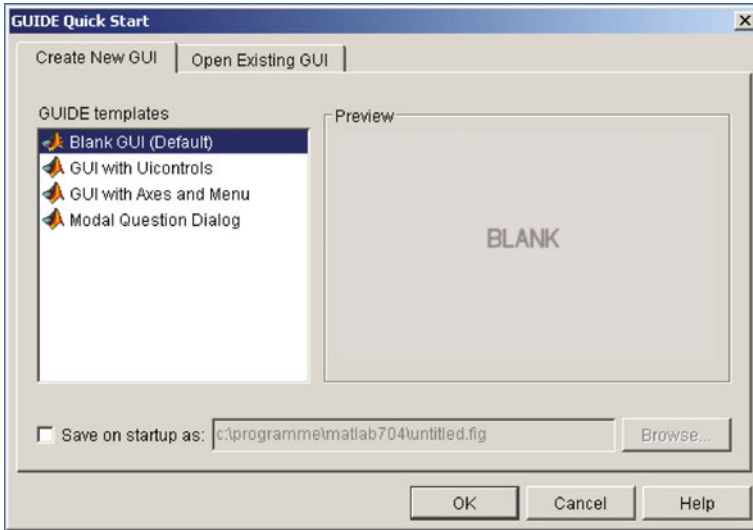 GUIDE Quick Start
Create New GUI
Open Existing GUI
GUIDE templates
Blank GUI (Default)
GUI with Uicontrols
GUI with Axes and Menu
Modal Question Dialog
Preview
BLANK
Save on startup as: c:\programme\matlab704\untitled.fig Browse...
OK Cancel Help